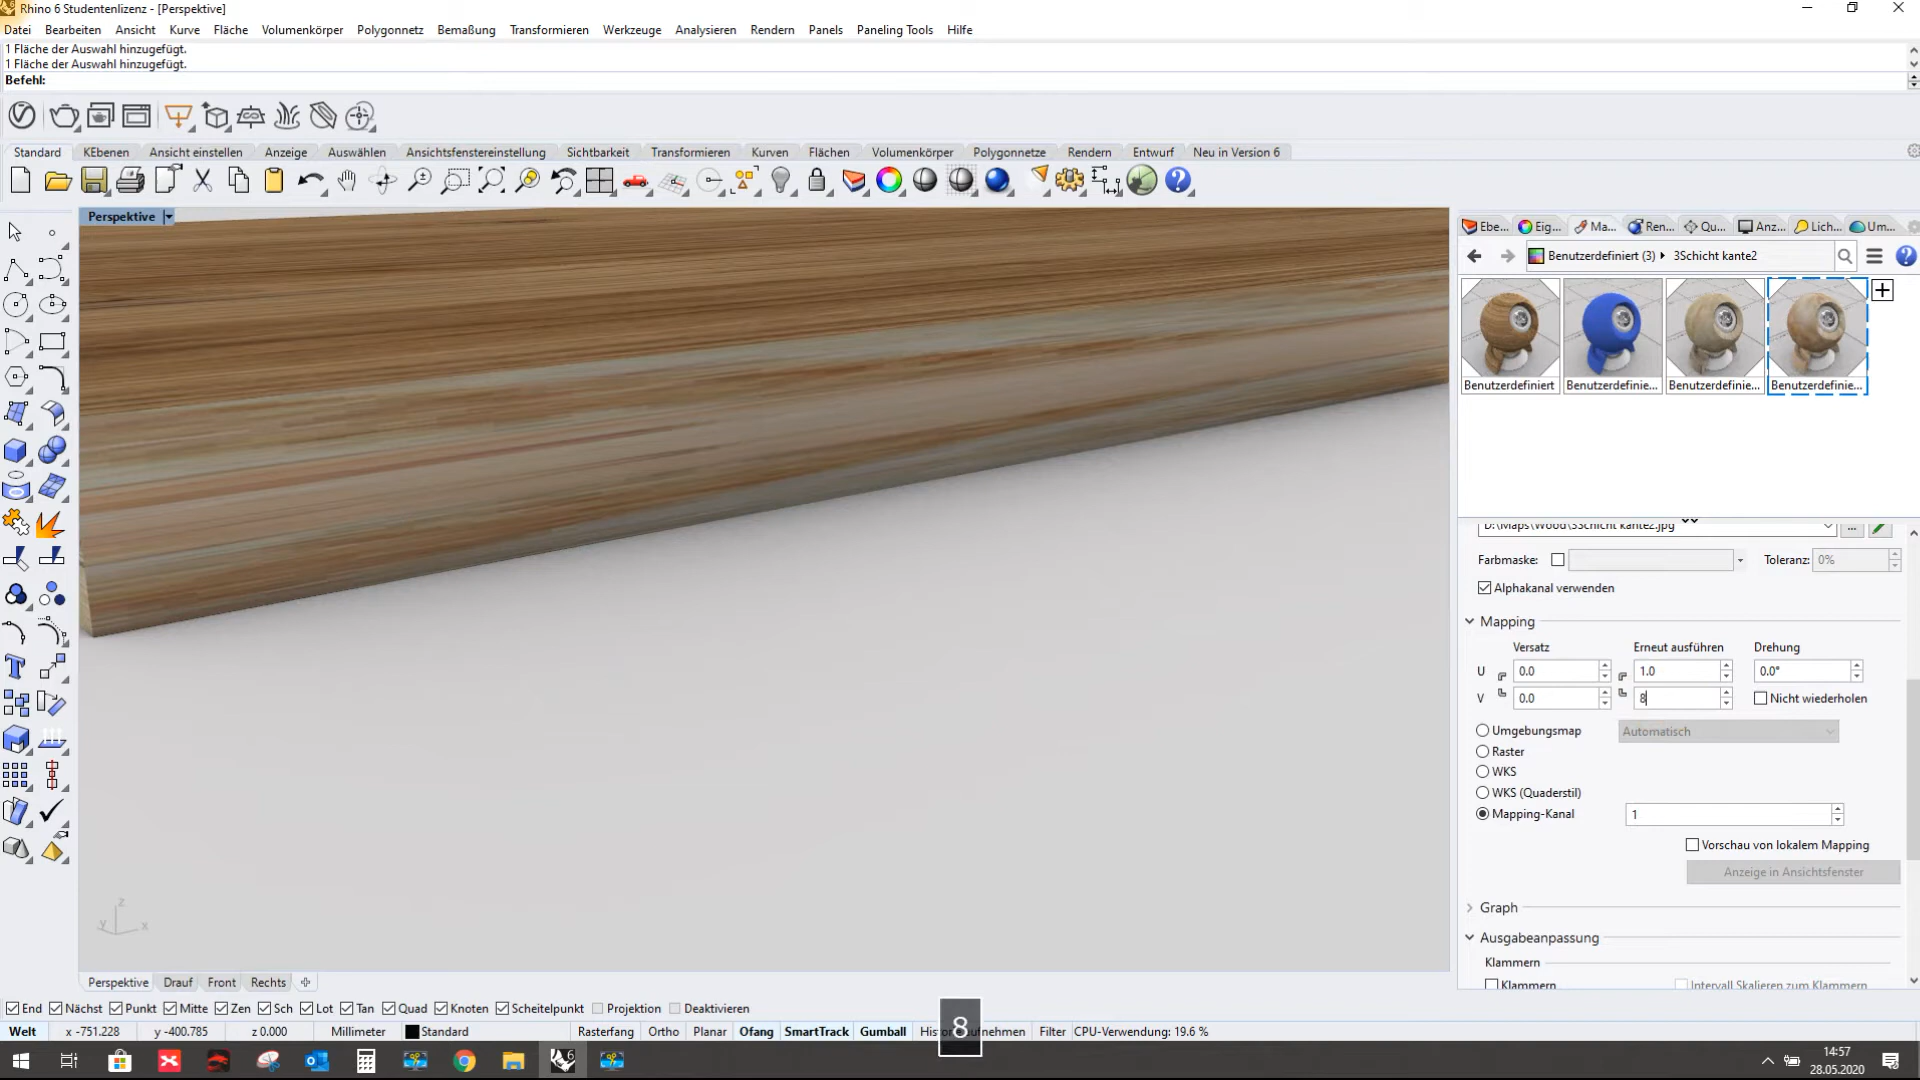 Rhino 6 Studentenlizenz - [Perspektive]
Datei Bearbeiten Ansicht Kurve Fläche Volumenkörper Polygonnetz Bemaßung Transformieren Werkzeuge Analysieren Rendern Panels Paneling Tools Hilfe
1 Fläche der Auswahl hinzugefügt.
1 Fläche der Auswahl hinzugefügt.
Befehl:
Standard KEbenen Ansicht einstellen Anzeige Auswählen Ansichtsfenstereinstellung Sichtbarkeit Transformieren Kurven Flächen Volumenkörper Polygonnetze Rendern Entwurf Neu in Version 6
Perspektive
Ebe... Eig... Ma... Ren... Qu... Anz... Lich... Um...
Benutzerdefiniert (3) 3Schicht kante2
Benutzerdefiniert Benutzerdefinie... Benutzerdefinie... Benutzerdefinie...
D:\Maps\Wood\3Schicht kante2.jpg ...
Farbmaske: Toleranz: 0%
Alphakanal verwenden
Mapping
Versatz Erneut ausführen Drehung
U 0.0 1.0 0.0°
V 0.0 8 Nicht wiederholen
Umgebungsmap Automatisch
Raster
WKS
WKS (Quaderstil)
Mapping-Kanal 1
Vorschau von lokalem Mapping
Anzeige in Ansichtsfenster
Graph
Ausgabeanpassung
Klammern
Klammern Intervall Skalieren zum Klammern
z
y x
Perspektive Drauf Front Rechts
End Nächst Punkt Mitte Zen Sch Lot Tan Quad Knoten Scheitelpunkt Projektion Deaktivieren
Welt x -751.228 y -400.785 z 0.000 Millimeter Standard Rasterfang Ortho Planar Ofang SmartTrack Gumball ufnehmen Filter CPU-Verwendung: 19.6 %
8
14:57
28.05.2020